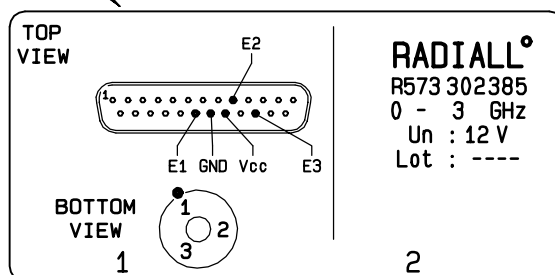 TOP
VIEW
E2
1
E1 GND Vcc E3
BOTTOM
VIEW
1
2
3
1
RADIALL°
R573 302385
0 - 3 GHz
Un : 12 V
Lot : ----
2